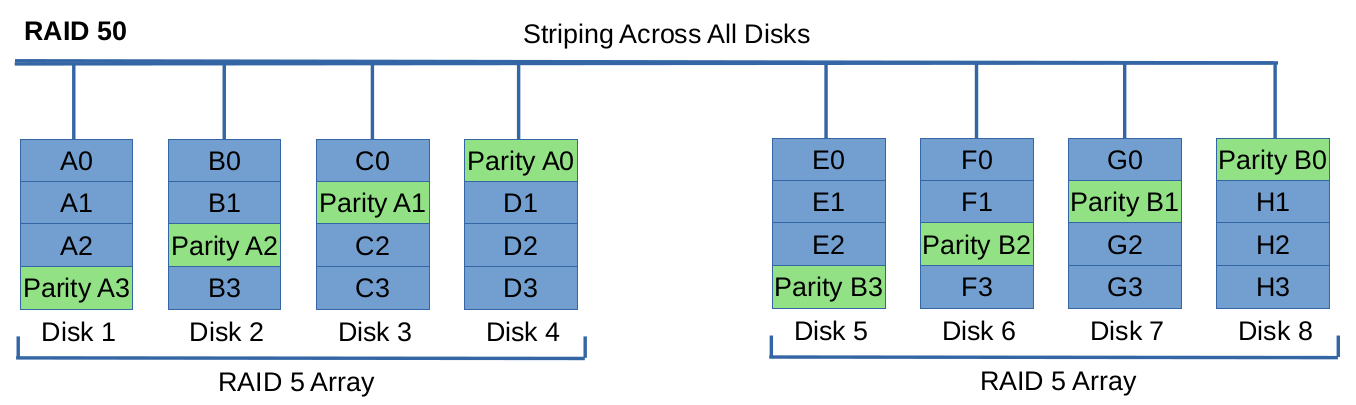 RAID 50
Striping Across All Disks
A0 B0 C0 Parity A0 E0 F0 G0 Parity B0
A1 B1 Parity A1 D1 E1 F1 Parity B1 H1
A2 Parity A2 C2 D2 E2 Parity B2 G2 H2
Parity A3 B3 C3 D3 Parity B3 F3 G3 H3
Disk 1 Disk 2 Disk 3 Disk 4 Disk 5 Disk 6 Disk 7 Disk 8
RAID 5 Array RAID 5 Array